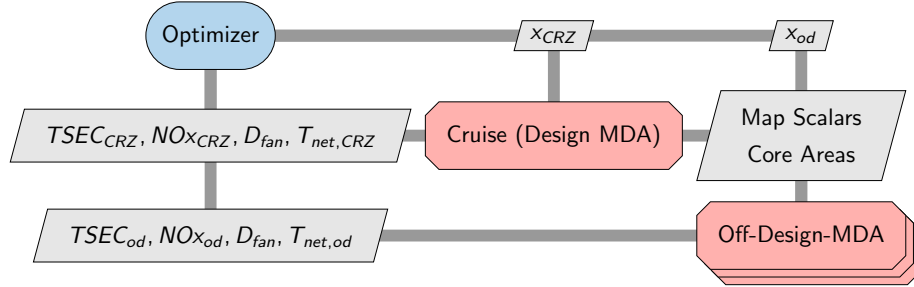 Optimizer
x_CRZ
x_od
TSEC_CRZ, NOx_CRZ, D_fan, T_net,CRZ
Cruise (Design MDA)
Map Scalars
Core Areas
TSEC_od, NOx_od, D_fan, T_net,od
Off-Design-MDA